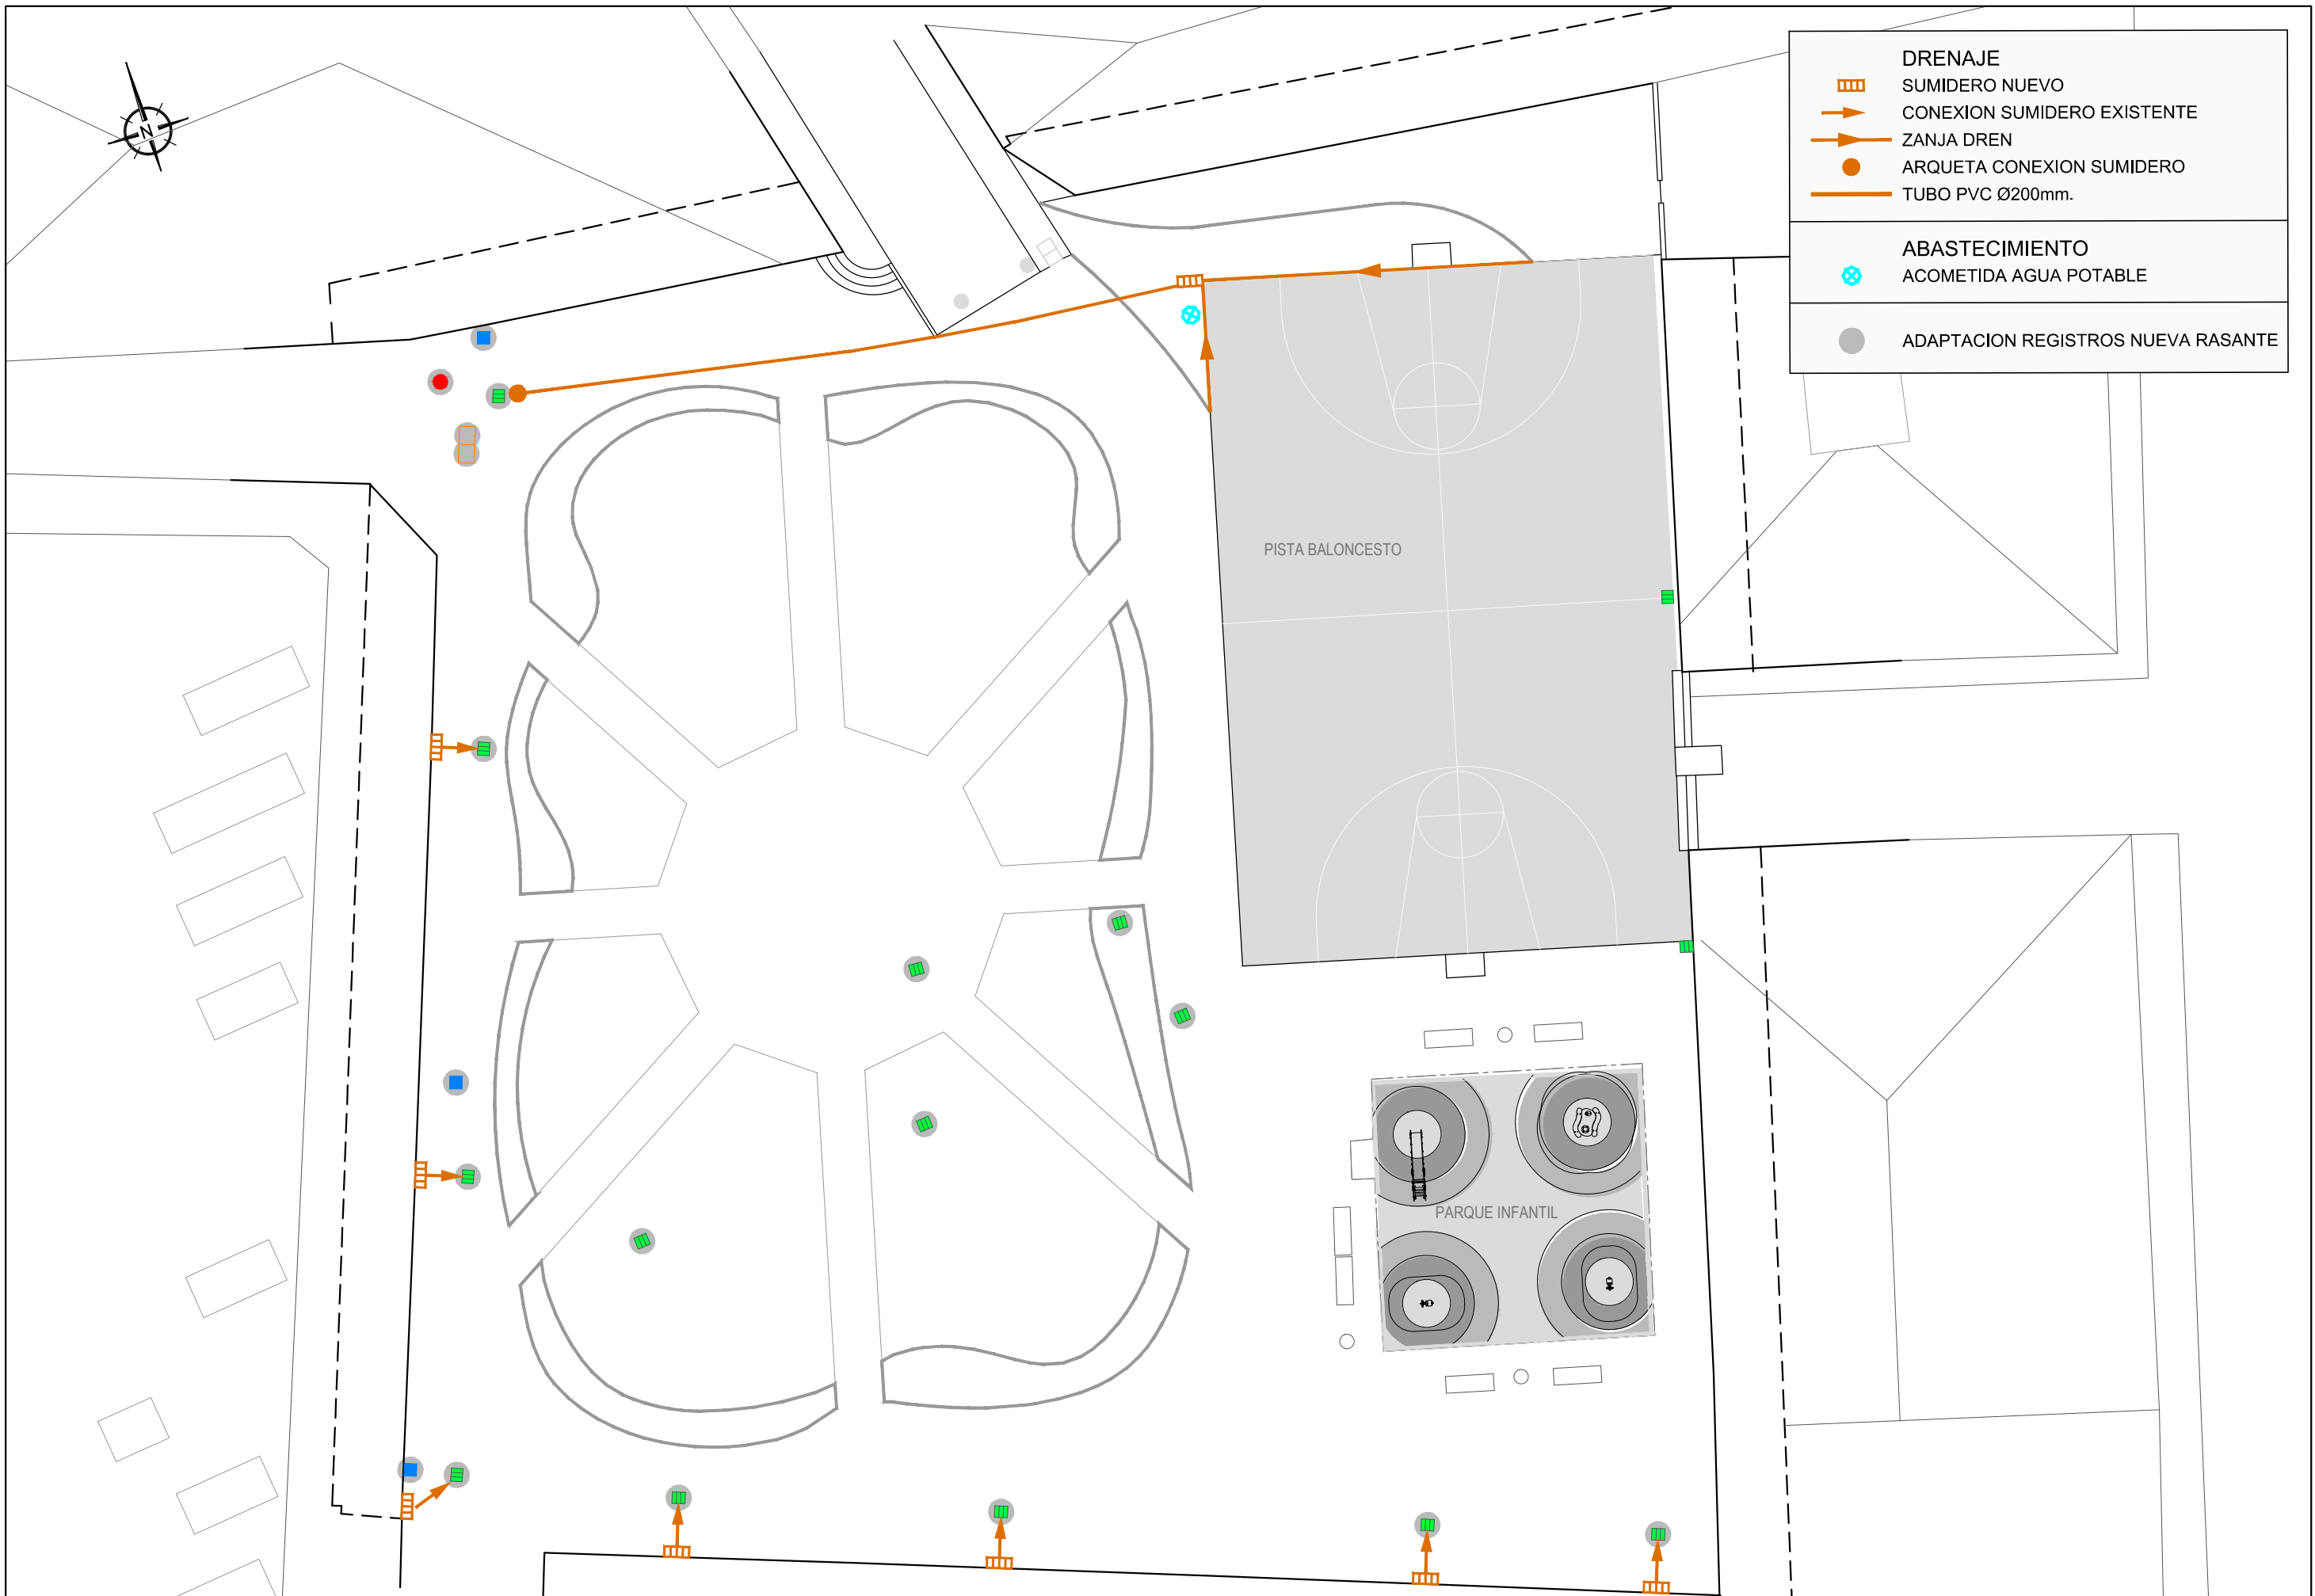 N
DRENAJE
SUMIDERO NUEVO
CONEXION SUMIDERO EXISTENTE
ZANJA DREN
ARQUETA CONEXION SUMIDERO
TUBO PVC Ø200mm.
ABASTECIMIENTO
ACOMETIDA AGUA POTABLE
ADAPTACION REGISTROS NUEVA RASANTE
PISTA BALONCESTO
PARQUE INFANTIL